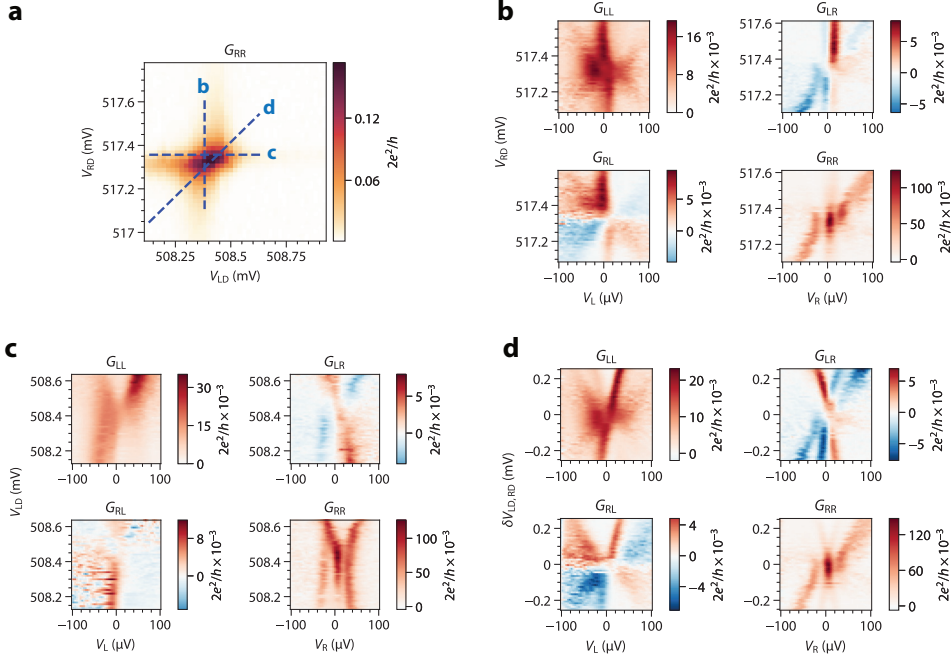 a
G_RR
b
d
c
517.6
517.4
517.2
517
508.25
508.5
508.75
V_RD (mV)
V_LD (mV)
0.12
0.06
2e²/h
b
G_LL
517.4
517.2
−100
0
100
16
8
0
2e²/h × 10⁻³
G_LR
517.6
517.4
517.2
−100
0
100
5
0
−5
2e²/h × 10⁻³
V_RD (mV)
G_RL
517.4
517.2
−100
0
100
V_L (µV)
5
0
2e²/h × 10⁻³
G_RR
517.4
517.2
−100
0
100
V_R (µV)
100
50
0
2e²/h × 10⁻³
c
G_LL
508.6
508.4
508.2
−100
0
100
30
15
0
2e²/h × 10⁻³
G_LR
508.6
508.4
508.2
−100
0
100
5
0
2e²/h × 10⁻³
V_LD (mV)
G_RL
508.6
508.4
508.2
−100
0
100
V_L (µV)
8
0
2e²/h × 10⁻³
G_RR
508.6
508.4
508.2
−100
0
100
V_R (µV)
100
50
0
2e²/h × 10⁻³
d
G_LL
0.2
0
−0.2
−100
0
100
20
10
0
2e²/h × 10⁻³
G_LR
0.2
0
−0.2
−100
0
100
5
0
−5
2e²/h × 10⁻³
δV_LD,RD (mV)
G_RL
0.2
0
−0.2
−100
0
100
V_L (µV)
4
0
−4
2e²/h × 10⁻³
G_RR
0.2
0
−0.2
−100
0
100
V_R (µV)
120
60
0
2e²/h × 10⁻³